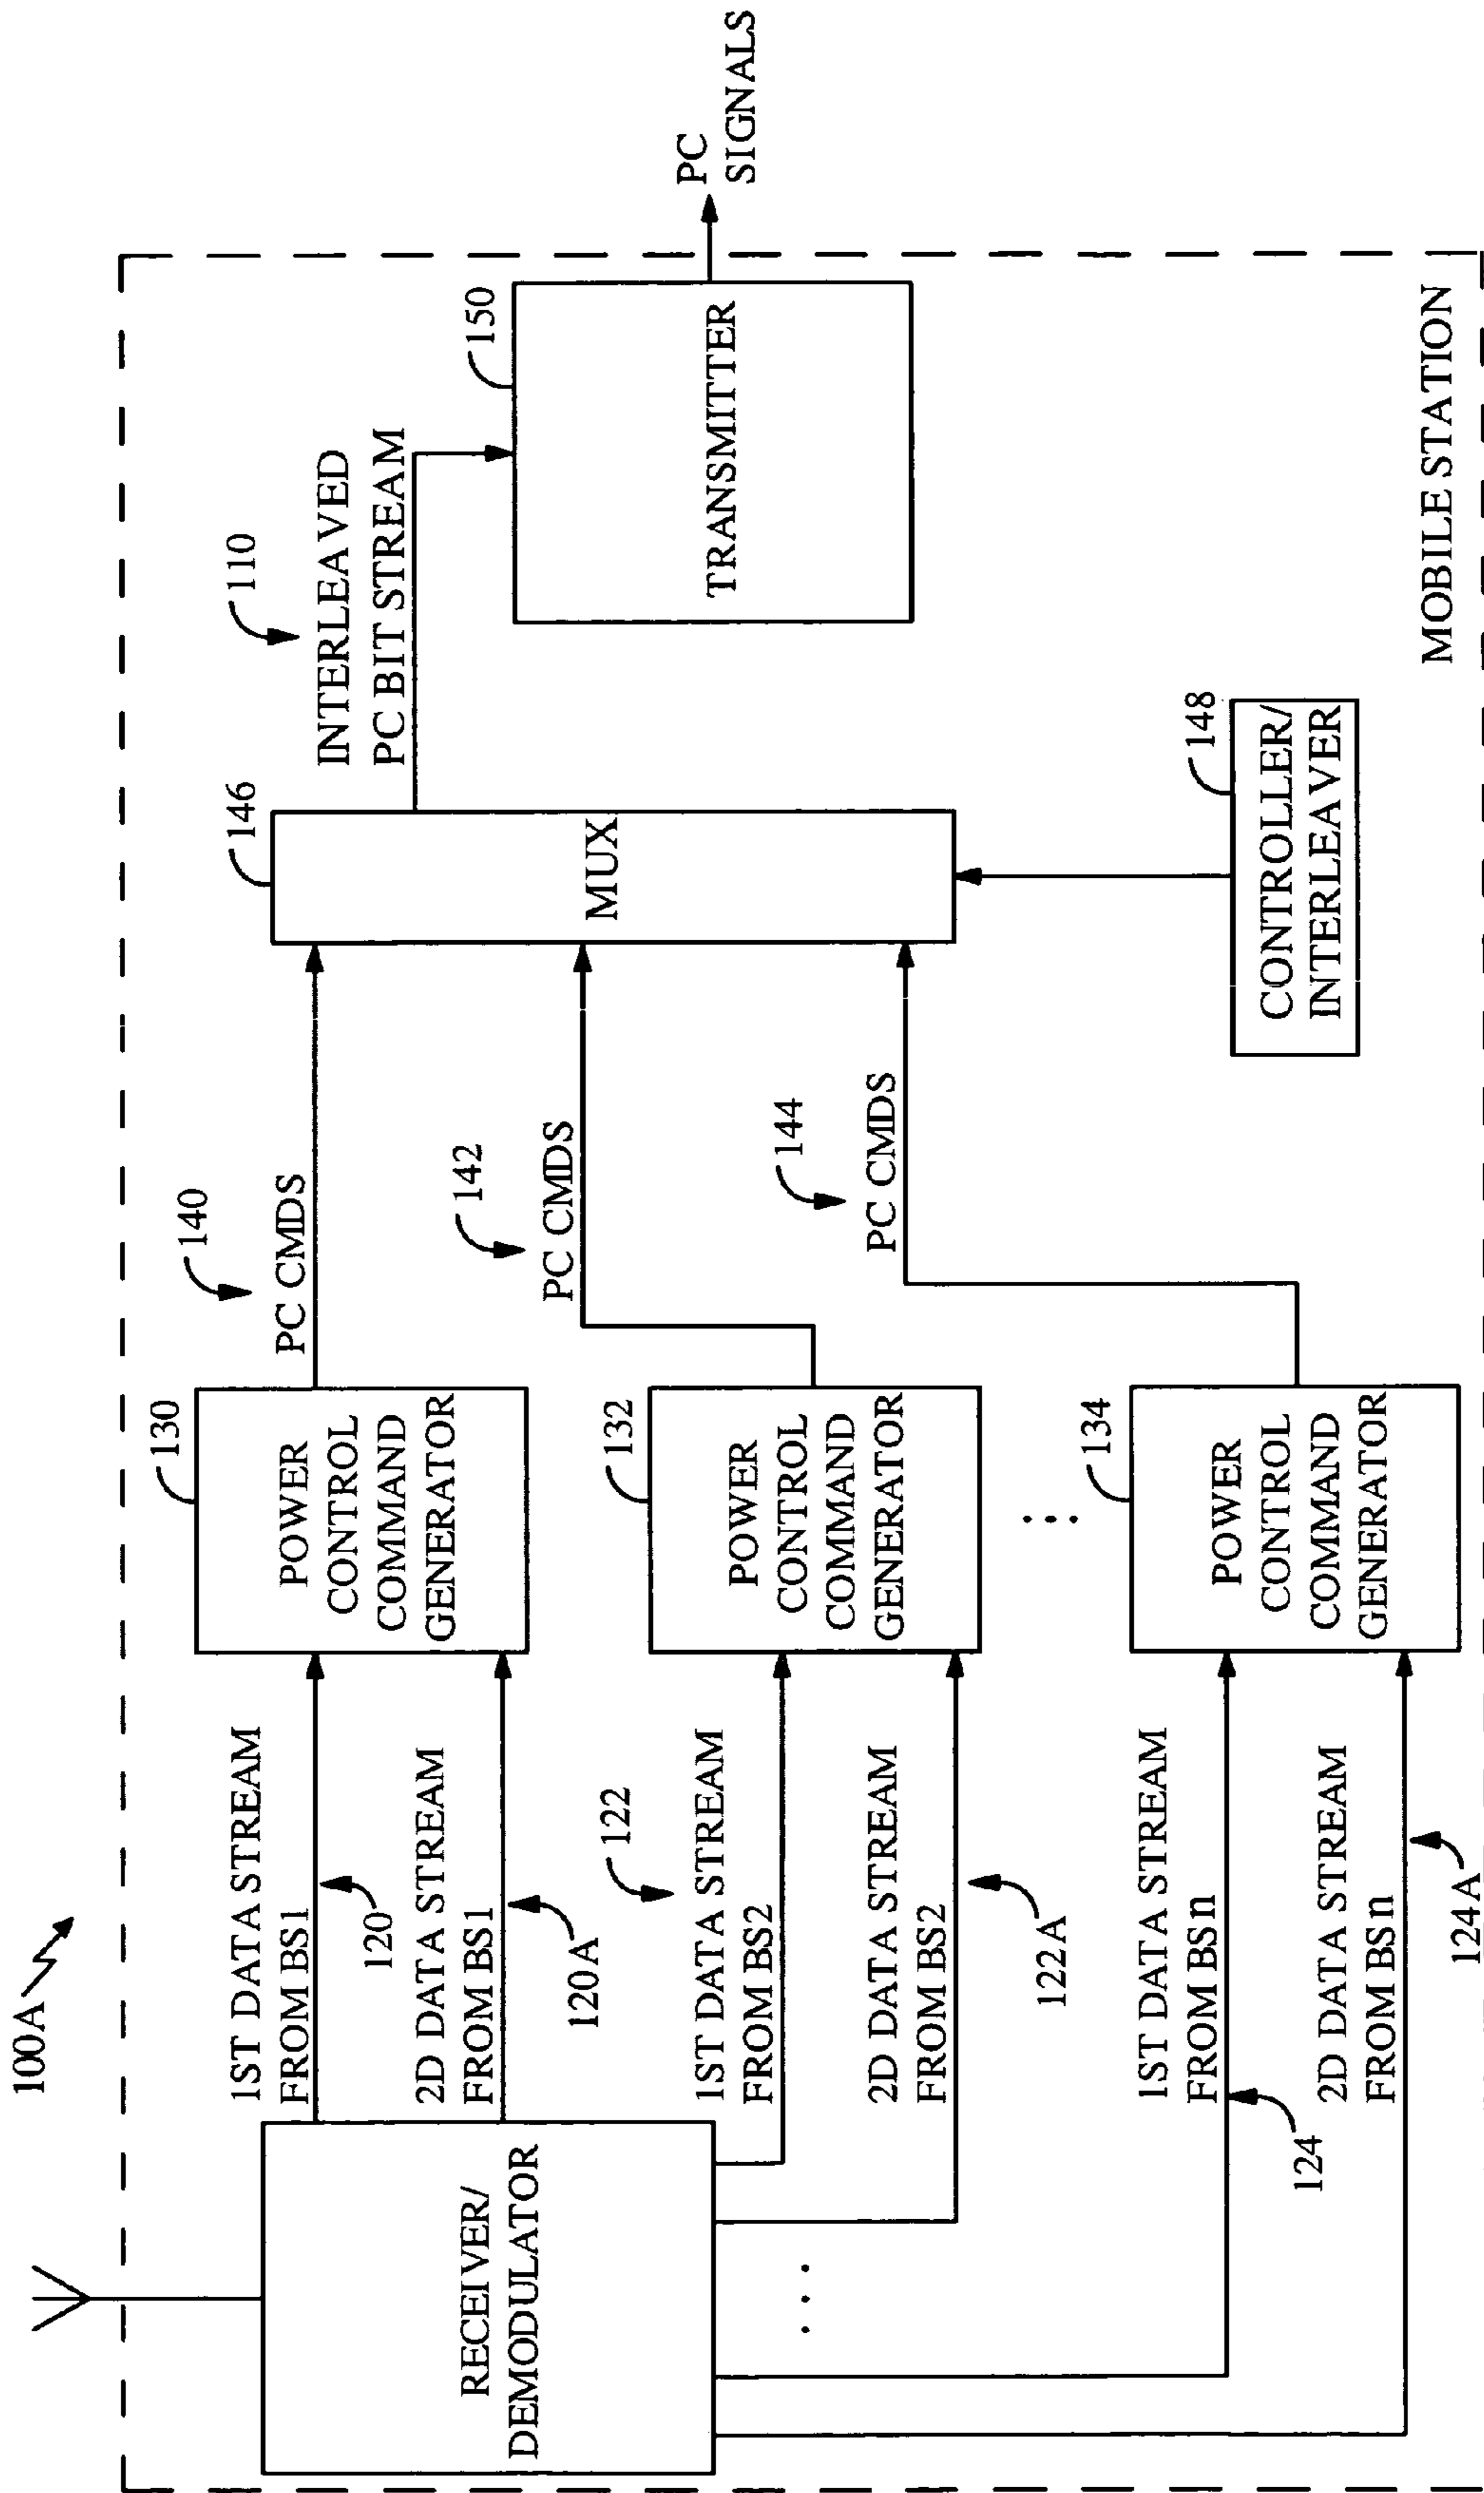 100A
RECEIVER/
DEMODULATOR
1ST DATA STREAM
FROM BS1
120
2D DATA STREAM
FROM BS1
120A
122
1ST DATA STREAM
FROM BS2
2D DATA STREAM
FROM BS2
122A
1ST DATA STREAM
FROM BSn
124
2D DATA STREAM
FROM BSn
124A
130
POWER
CONTROL
COMMAND
GENERATOR
132
POWER
CONTROL
COMMAND
GENERATOR
134
POWER
CONTROL
COMMAND
GENERATOR
140
PC CMDS
142
PC CMDS
144
PC CMDS
146
MUX
148
CONTROLLER/
INTERLEAVER
110
INTERLEAVED
PC BIT STREAM
150
TRANSMITTER
MOBILE STATION
PC
SIGNALS